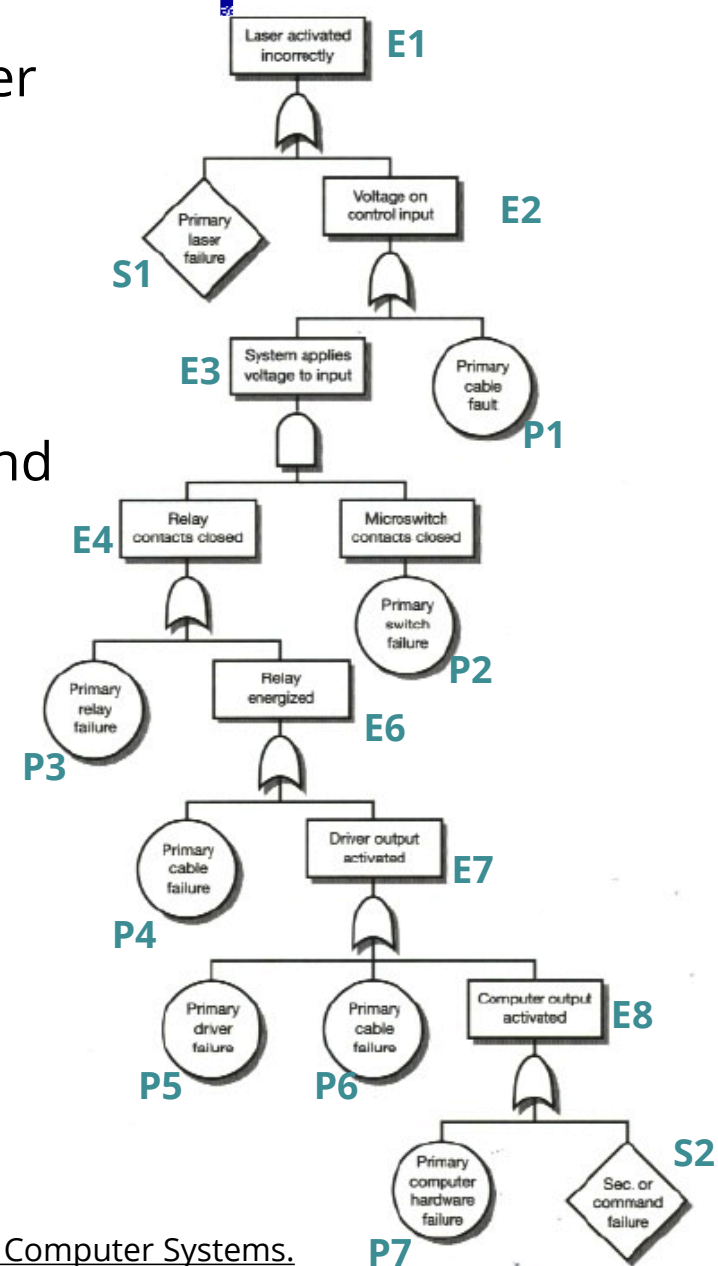 Laser activated
incorrectly
E1
er
Primary
laser
failure
S1
Voltage on
control input
E2
E3
System applies
voltage to input
Primary
cable
fault
P1
nd
E4
Relay
contacts closed
Microswitch
contacts closed
Primary
switch
failure
P2
Primary
relay
failure
P3
Relay
energized
E6
Primary
cable
failure
P4
Driver output
activated
E7
Primary
driver
failure
P5
Primary
cable
failure
P6
Computer output
activated
E8
Primary
computer
hardware
failure
P7
Sec. or
command
failure
S2
Computer Systems.